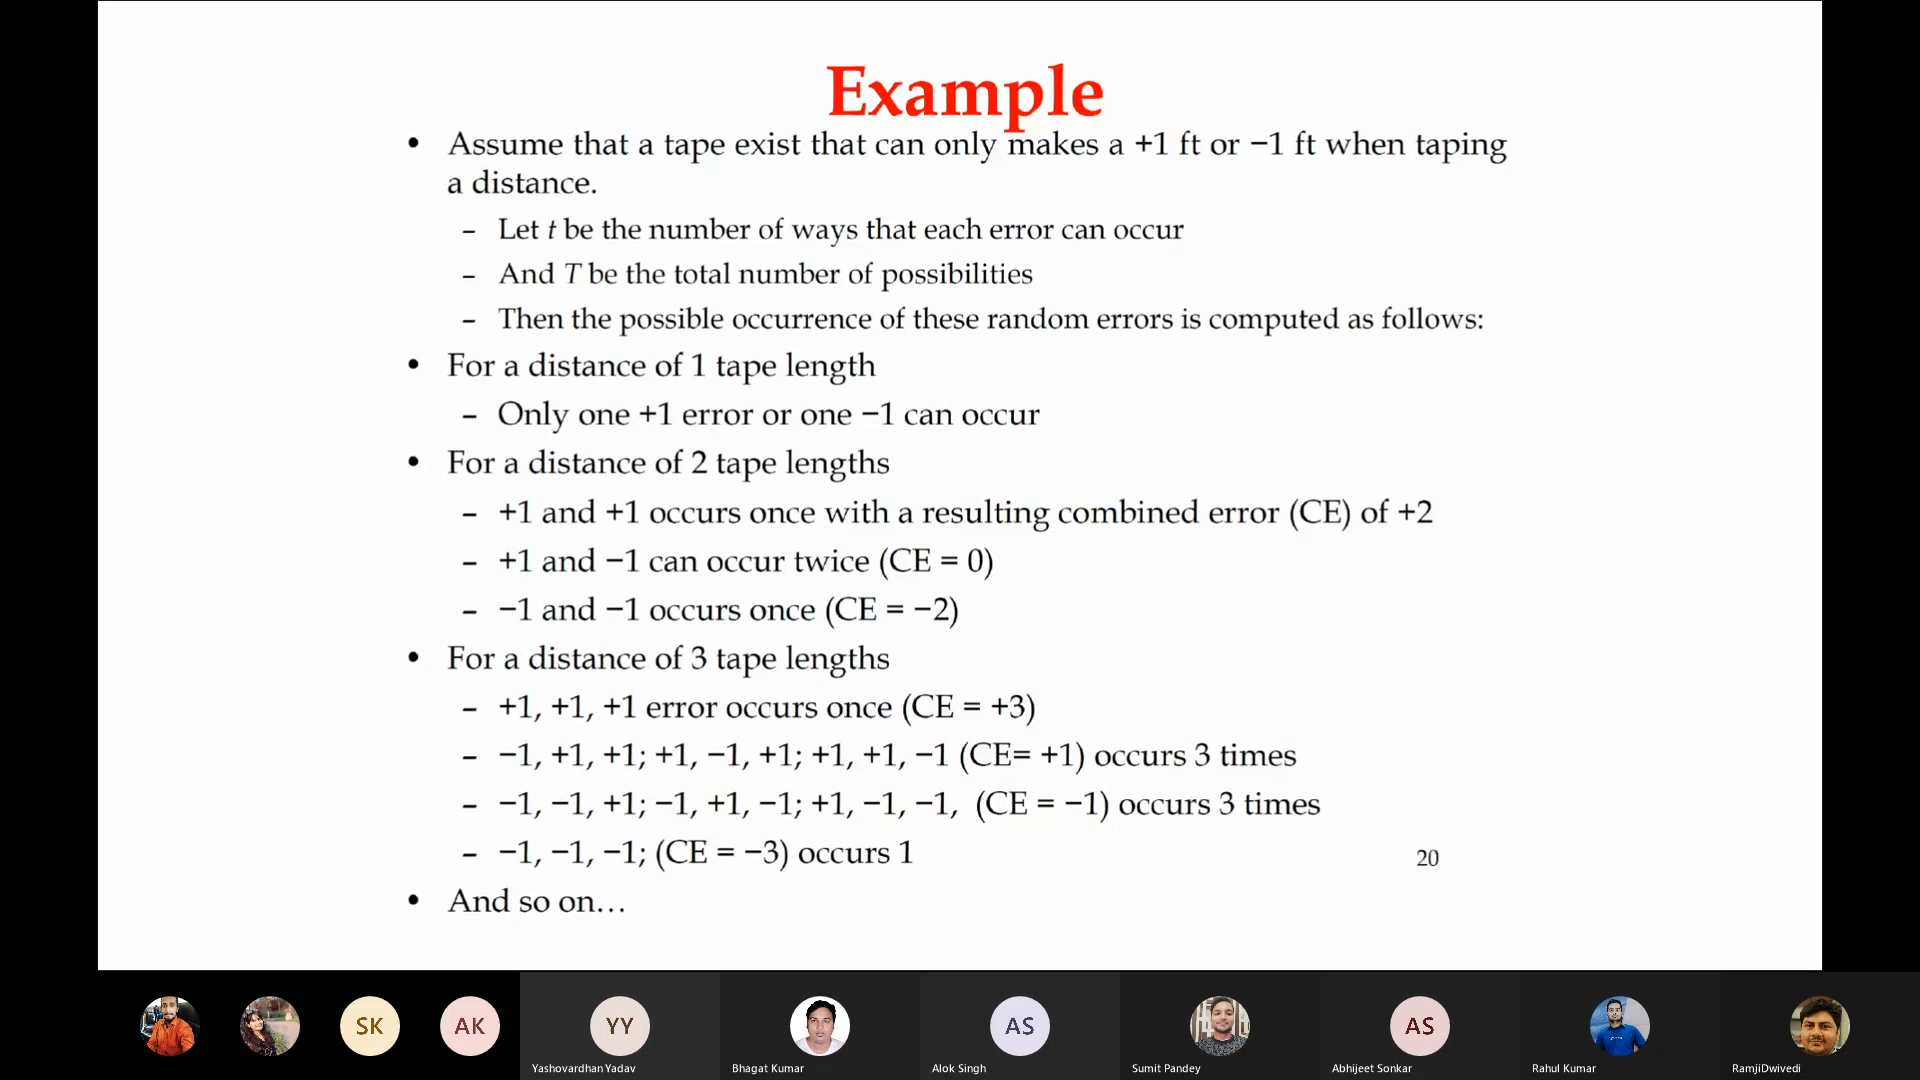 Example
• Assume that a tape exist that can only makes a +1 ft or −1 ft when taping
a distance.
– Let t be the number of ways that each error can occur
– And T be the total number of possibilities
– Then the possible occurrence of these random errors is computed as follows:
• For a distance of 1 tape length
– Only one +1 error or one −1 can occur
• For a distance of 2 tape lengths
– +1 and +1 occurs once with a resulting combined error (CE) of +2
– +1 and −1 can occur twice (CE = 0)
– −1 and −1 occurs once (CE = −2)
• For a distance of 3 tape lengths
– +1, +1, +1 error occurs once (CE = +3)
– −1, +1, +1; +1, −1, +1; +1, +1, −1 (CE= +1) occurs 3 times
– −1, −1, +1; −1, +1, −1; +1, −1, −1, (CE = −1) occurs 3 times
– −1, −1, −1; (CE = −3) occurs 1
20
• And so on…
SK AK YY AS AS
Yashovardhan Yadav Bhagat Kumar Alok Singh Sumit Pandey Abhijeet Sonkar Rahul Kumar RamjiDwivedi